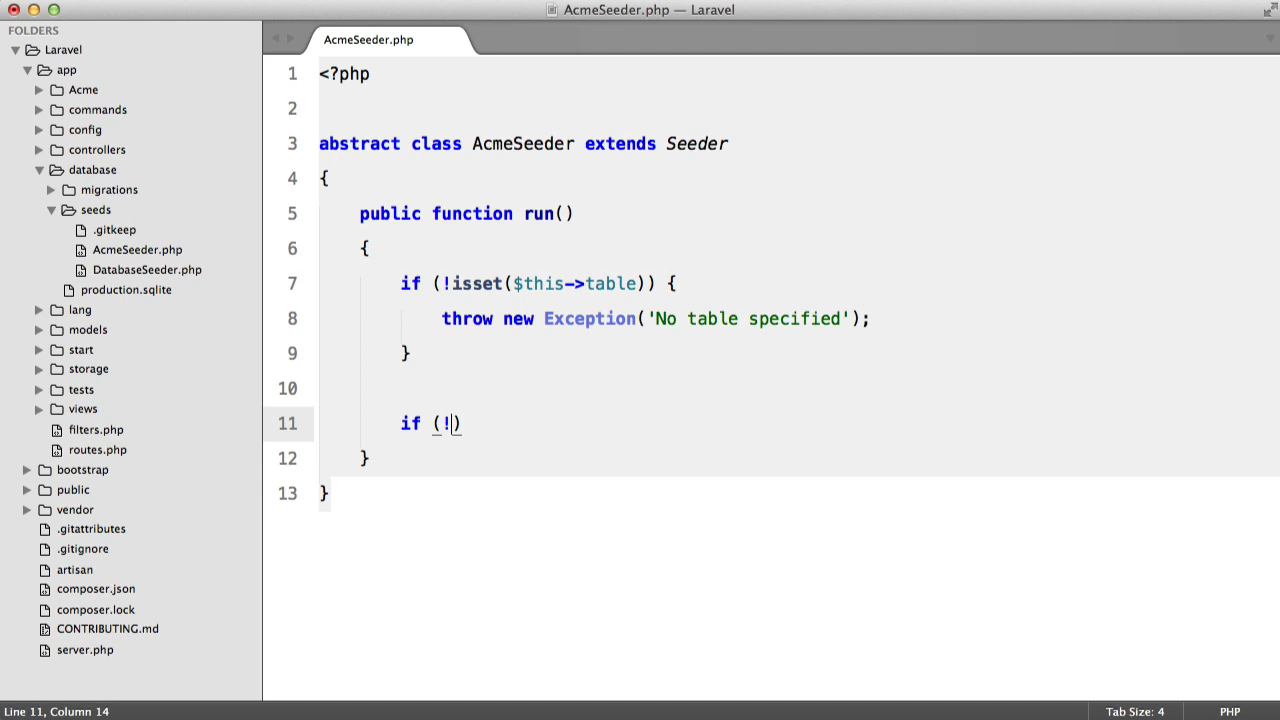 AcmeSeeder.php — Laravel
FOLDERS
Laravel
app
Acme
commands
config
controllers
database
migrations
seeds
.gitkeep
AcmeSeeder.php
DatabaseSeeder.php
production.sqlite
lang
models
start
storage
tests
views
filters.php
routes.php
bootstrap
public
vendor
.gitattributes
.gitignore
artisan
composer.json
composer.lock
CONTRIBUTING.md
server.php
AcmeSeeder.php
1 <?php
2
3 abstract class AcmeSeeder extends Seeder
4 {
5     public function run()
6     {
7         if (!isset($this->table)) {
8             throw new Exception('No table specified');
9         }
10
11         if (!)
12     }
13 }
Line 11, Column 14
Tab Size: 4
PHP